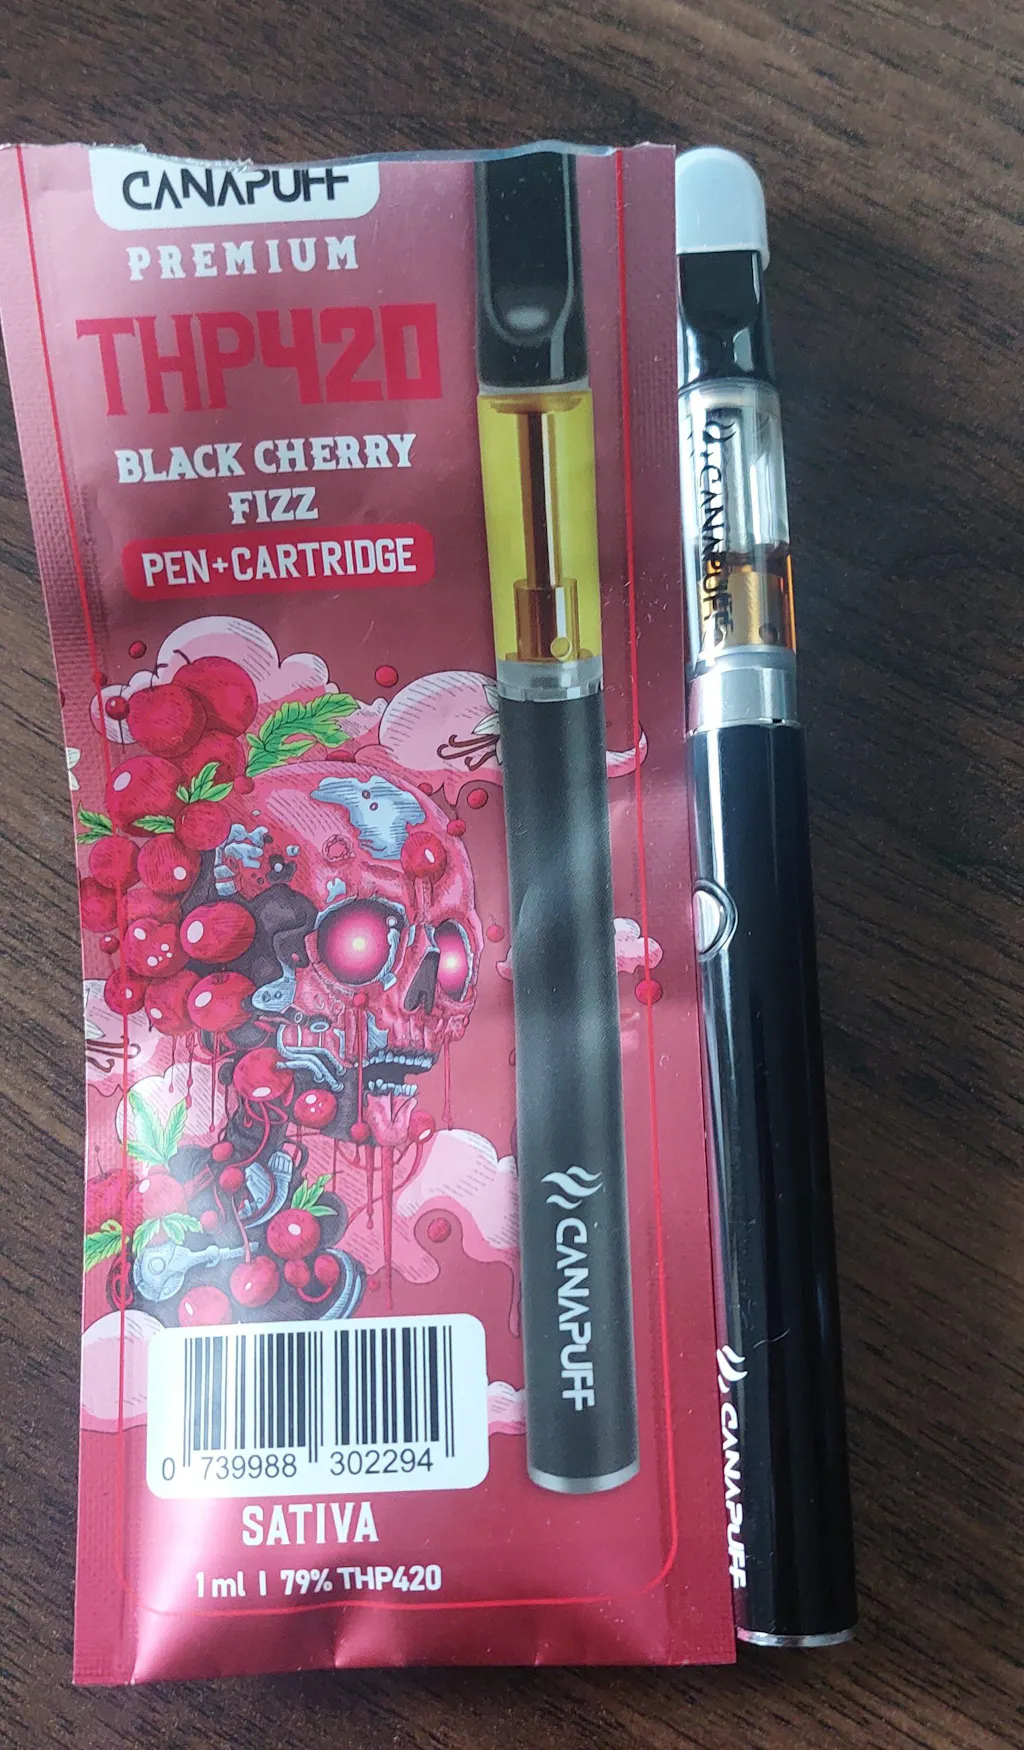 CANAPUFF
PREMIUM
THP420
BLACK CHERRY
FIZZ
PEN+CARTRIDGE
CANAPUFF
0 739988 302294
SATIVA
1 ml | 79% THP420
CANAPUFF
CANAPUFF